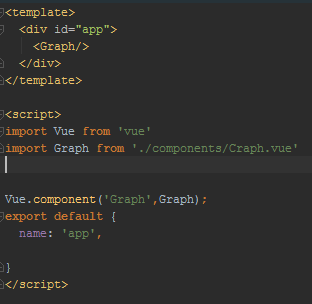 <template>
  <div id="app">
    <Graph/>
  </div>
</template>

<script>
import Vue from 'vue'
import Graph from './components/Craph.vue'

Vue.component('Graph',Graph);
export default {
  name: 'app',

}
</script>